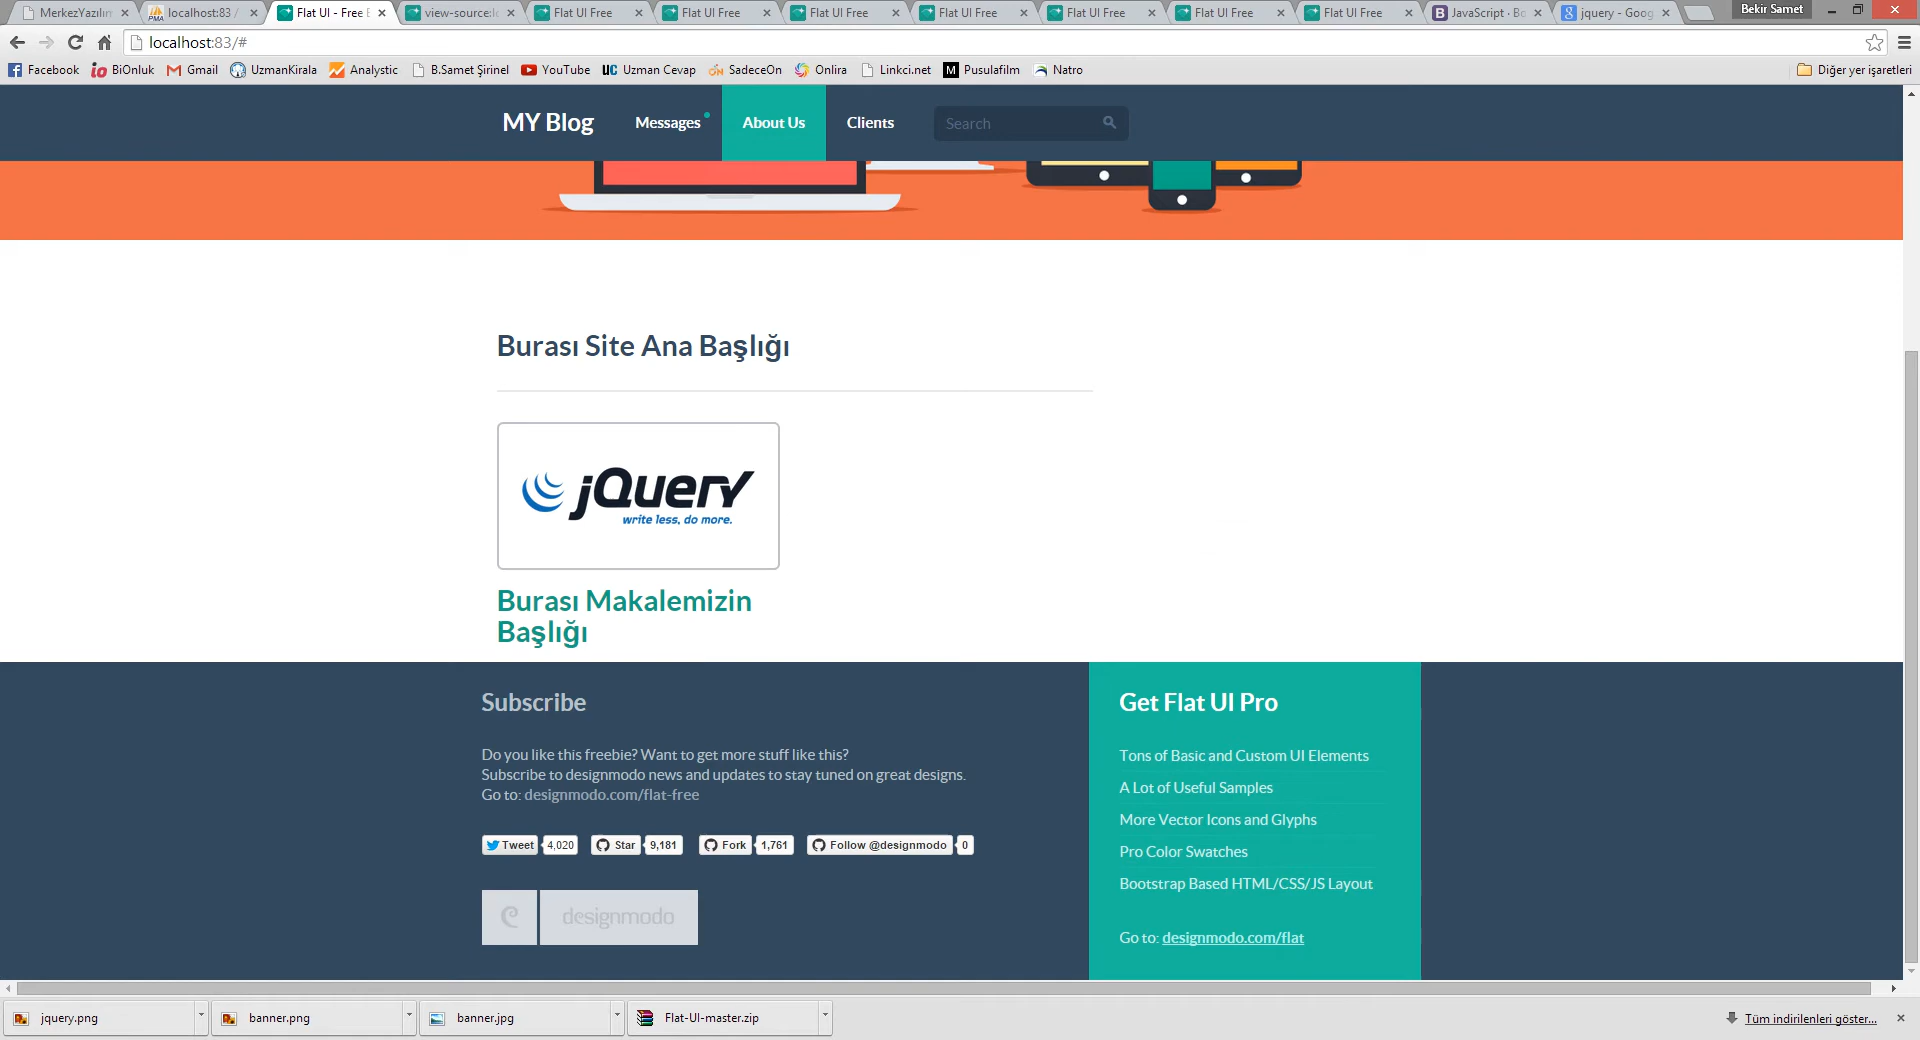 MerkezYazılım
localhost:83 /
Flat UI - Free B
view-source:lo
Flat UI Free
Flat UI Free
Flat UI Free
Flat UI Free
Flat UI Free
Flat UI Free
Flat UI Free
JavaScript · Bo
jquery - Goog
Bekir Samet
localhost:83/#
Facebook
BiOnluk
Gmail
UzmanKirala
Analystic
B.Samet Şirinel
YouTube
UC Uzman Cevap
SadeceOn
Onlira
Linkci.net
M Pusulafilm
Natro
Diğer yer işaretleri
MY Blog
Messages
About Us
Clients
Search
Burası Site Ana Başlığı
jQuery
write less, do more.
Burası Makalemizin
Başlığı
Subscribe
Do you like this freebie? Want to get more stuff like this?
Subscribe to designmodo news and updates to stay tuned on great designs.
Go to: designmodo.com/flat-free
Tweet 4,020 Star 9,181 Fork 1,761 Follow @designmodo 0
designmodo
Get Flat UI Pro
Tons of Basic and Custom UI Elements
A Lot of Useful Samples
More Vector Icons and Glyphs
Pro Color Swatches
Bootstrap Based HTML/CSS/JS Layout
Go to: designmodo.com/flat
jquery.png
banner.png
banner.jpg
Flat-UI-master.zip
Tüm indirilenleri göster...